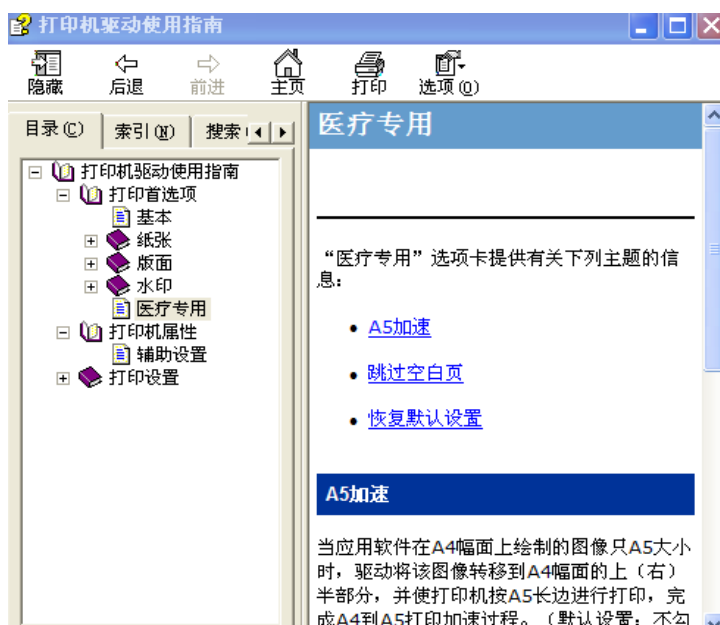 打印机驱动使用指南
隐藏 后退 前进 主页 打印 选项(O)
目录(C) 索引(N) 搜索
打印机驱动使用指南
打印首选项
基本
纸张
版面
水印
医疗专用
打印机属性
辅助设置
打印设置
医疗专用
“医疗专用”选项卡提供有关下列主题的信
息：
• A5加速
• 跳过空白页
• 恢复默认设置
A5加速
当应用软件在A4幅面上绘制的图像只A5大小
时，驱动将该图像转移到A4幅面的上（右）
半部分，并使打印机按A5长边进行打印，完
成A4到A5打印加速过程。（默认设置：不勾